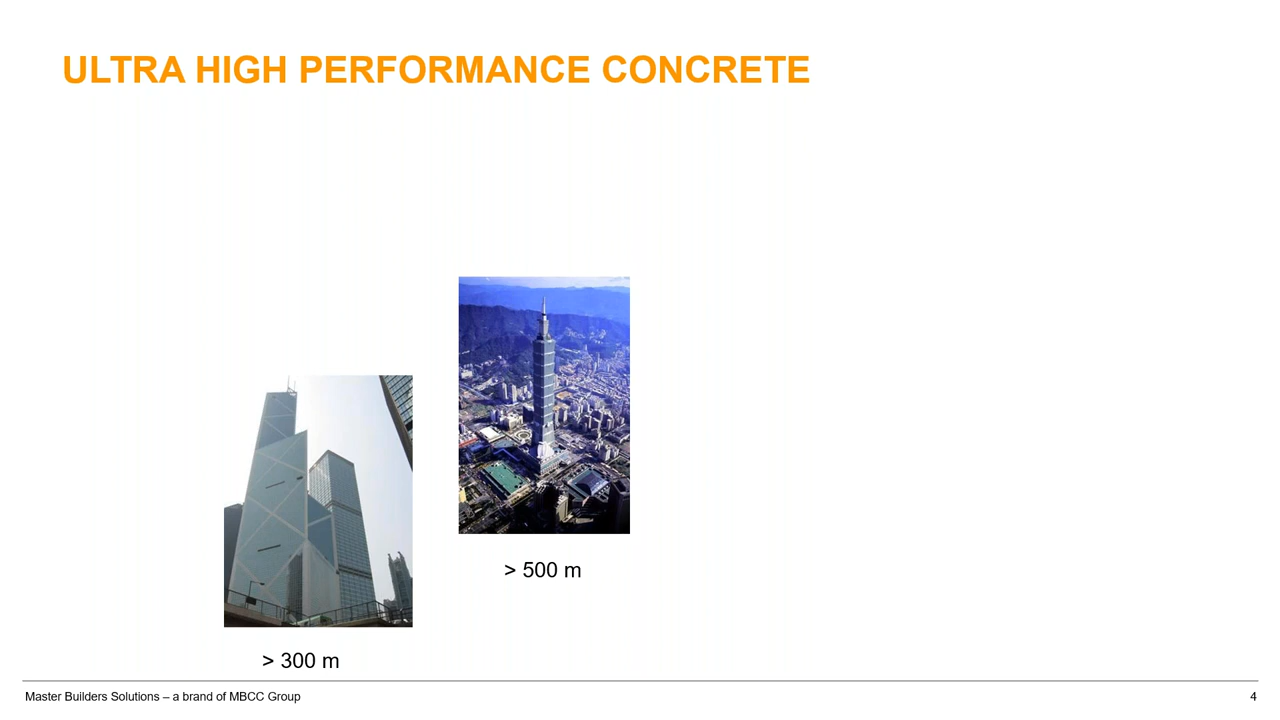 ULTRA HIGH PERFORMANCE CONCRETE
> 500 m
> 300 m
Master Builders Solutions – a brand of MBCC Group
4